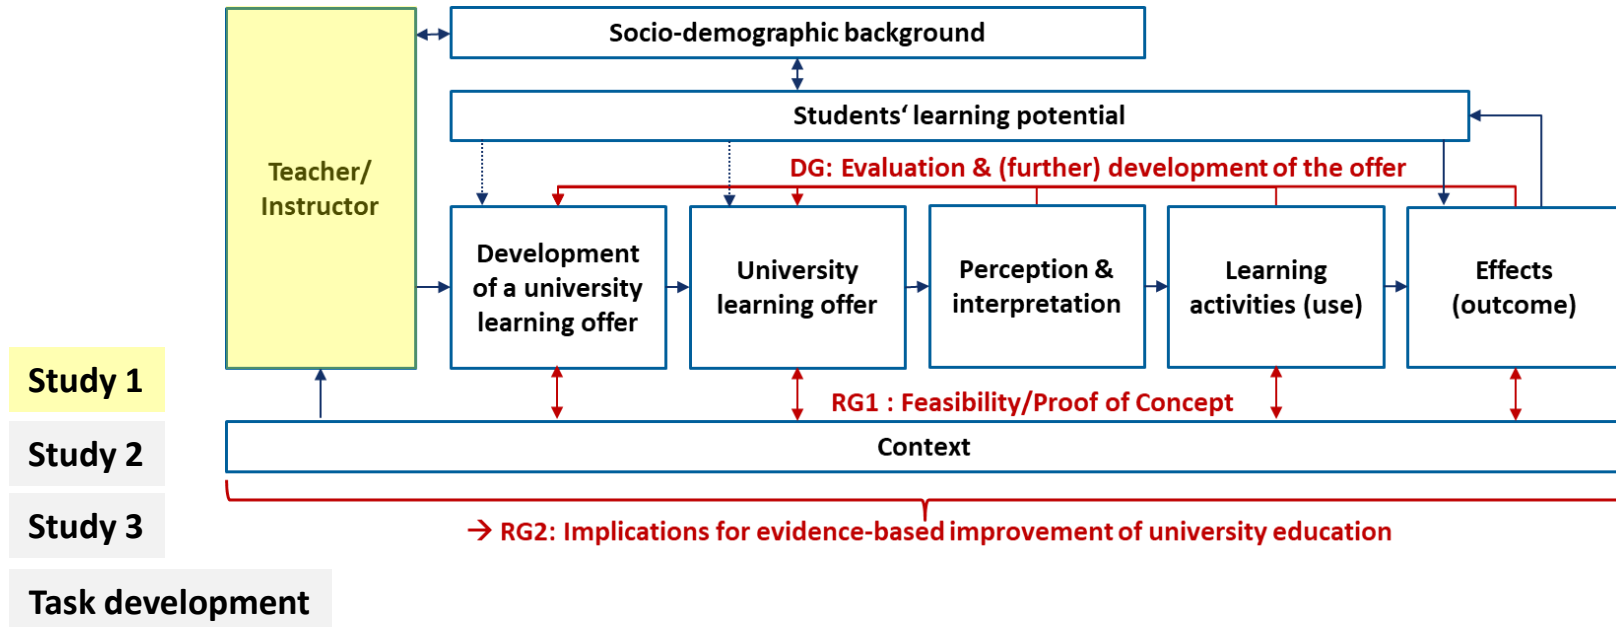 Socio-demographic background
Students‘ learning potential
Teacher/
Instructor
DG: Evaluation & (further) development of the offer
Development
of a university
learning offer
University
learning offer
Perception &
interpretation
Learning
activities (use)
Effects
(outcome)
Study 1
RG1 : Feasibility/Proof of Concept
Study 2
Context
Study 3
→ RG2: Implications for evidence-based improvement of university education
Task development